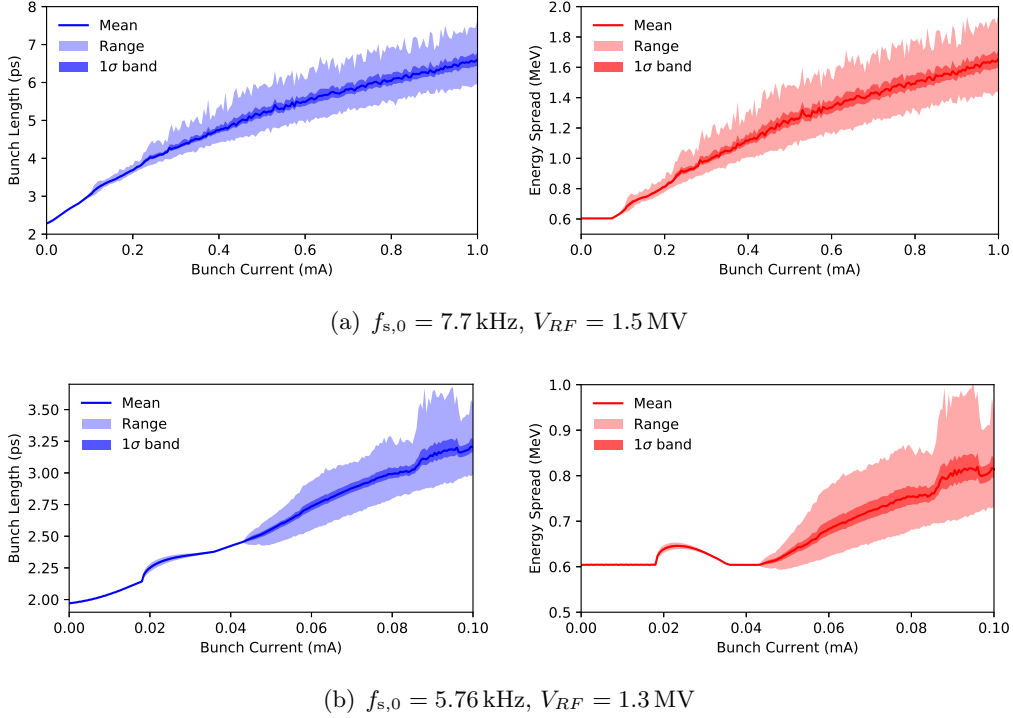 8
7
6
5
4
3
2
Bunch Length (ps)
Mean
Range
1σ band
0.0 0.2 0.4 0.6 0.8 1.0
Bunch Current (mA)
2.0
1.8
1.6
1.4
1.2
1.0
0.8
0.6
Energy Spread (MeV)
Mean
Range
1σ band
0.0 0.2 0.4 0.6 0.8 1.0
Bunch Current (mA)
(a) f_{s,0} = 7.7 kHz, V_{RF} = 1.5 MV
3.50
3.25
3.00
2.75
2.50
2.25
2.00
Bunch Length (ps)
Mean
Range
1σ band
0.00 0.02 0.04 0.06 0.08 0.10
Bunch Current (mA)
1.0
0.9
0.8
0.7
0.6
0.5
Energy Spread (MeV)
Mean
Range
1σ band
0.00 0.02 0.04 0.06 0.08 0.10
Bunch Current (mA)
(b) f_{s,0} = 5.76 kHz, V_{RF} = 1.3 MV